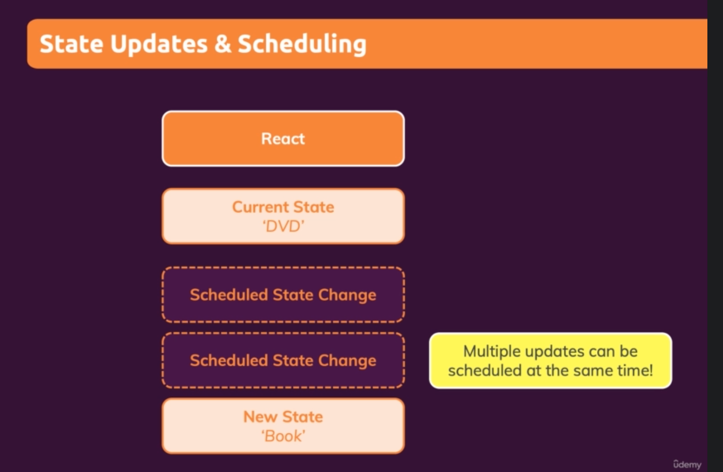 State Updates & Scheduling
React
Current State
‘DVD’
Scheduled State Change
Scheduled State Change
Multiple updates can be
scheduled at the same time!
New State
‘Book’
ûdemy